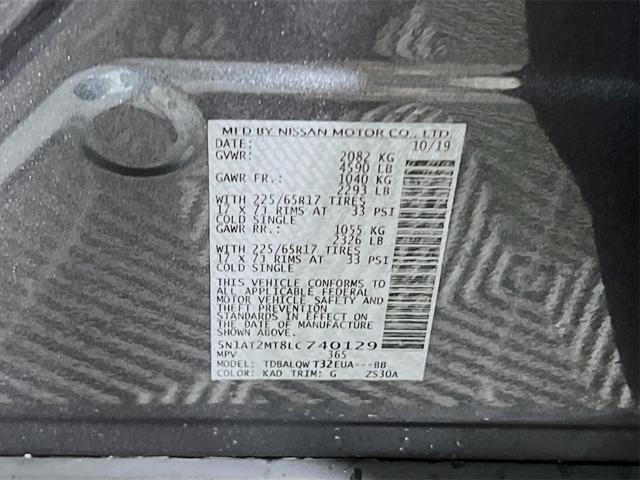 MFD BY NISSAN MOTOR CO., LTD.
DATE: 10/19
GVWR: 2082 KG
4590 LB
GAWR FR.: 1040 KG
2293 LB
WITH 225/65R17 TIRES
17 X 7J RIMS AT 33 PSI
COLD SINGLE
GAWR RR.: 1055 KG
2326 LB
WITH 225/65R17 TIRES
17 X 7J RIMS AT 33 PSI
COLD SINGLE
THIS VEHICLE CONFORMS TO
ALL APPLICABLE FEDERAL
MOTOR VEHICLE SAFETY AND
THEFT PREVENTION
STANDARDS IN EFFECT ON
THE DATE OF MANUFACTURE
SHOWN ABOVE.
5N1AT2MT8LC740129
MPV 365
MODEL: TDBALQWT32EUA---BB
COLOR: KAD TRIM: G ZS30A